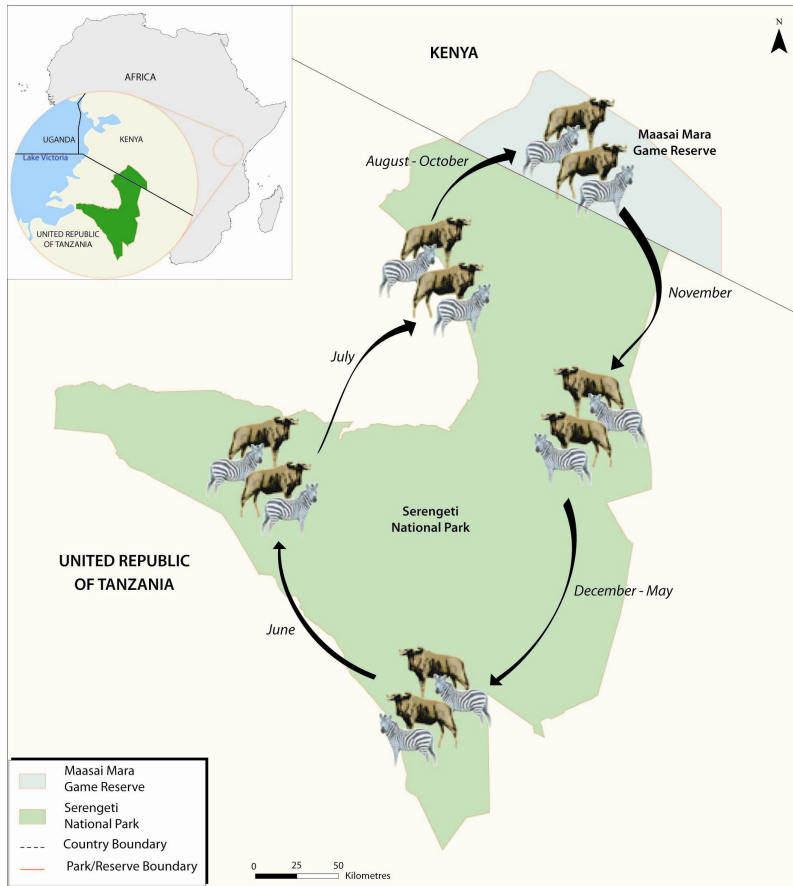 AFRICA
UGANDA
KENYA
Lake Victoria
UNITED REPUBLIC
OF TANZANIA
KENYA
N
Maasai Mara
Game Reserve
August - October
November
July
Serengeti
National Park
UNITED REPUBLIC
OF TANZANIA
December - May
June
Maasai Mara
Game Reserve
Serengeti
National Park
Country Boundary
Park/Reserve Boundary
0 25 50
Kilometres